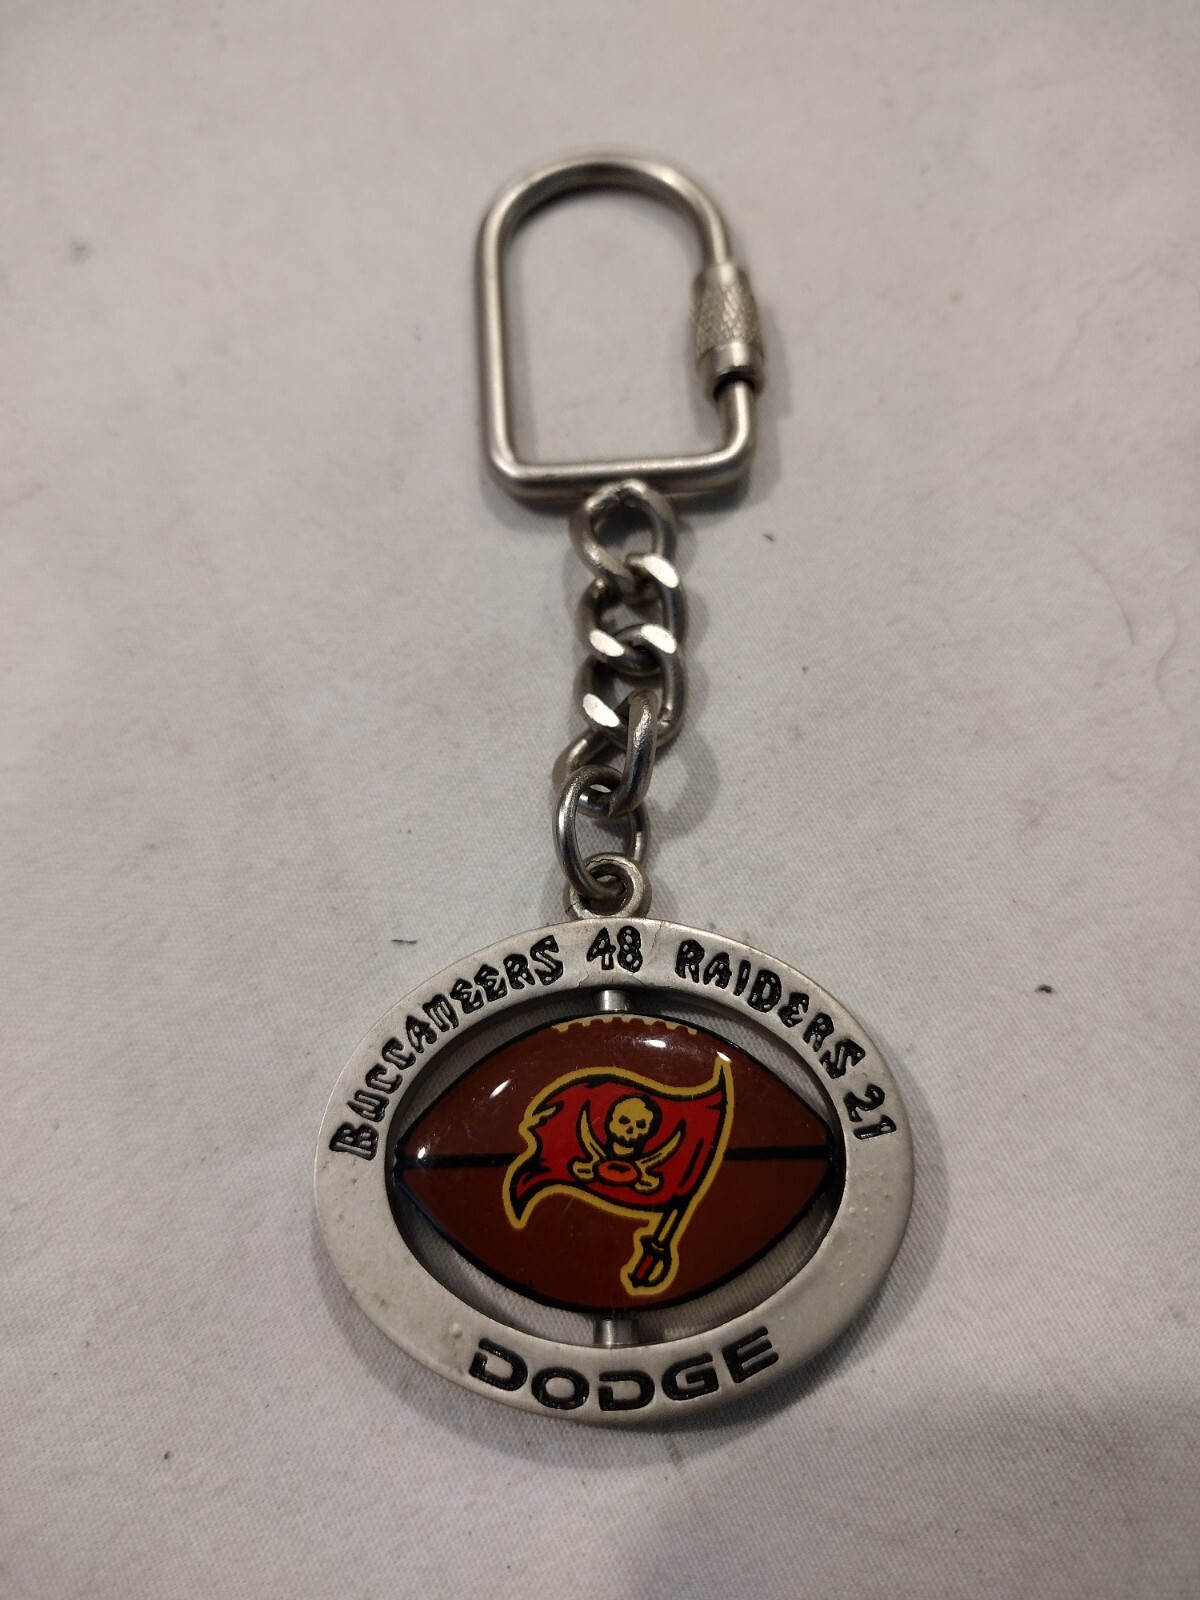 BUCCANEERS 48 RAIDERS 21
DODGE